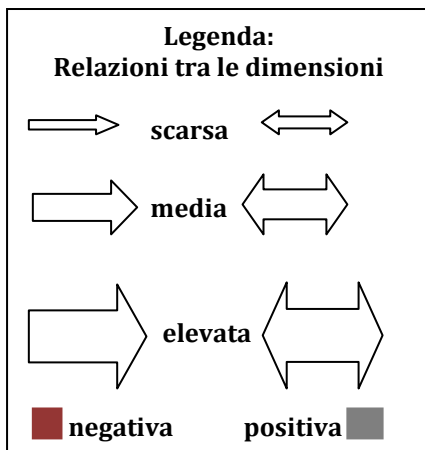 Legenda:
Relazioni tra le dimensioni
scarsa
media
elevata
negativa positiva